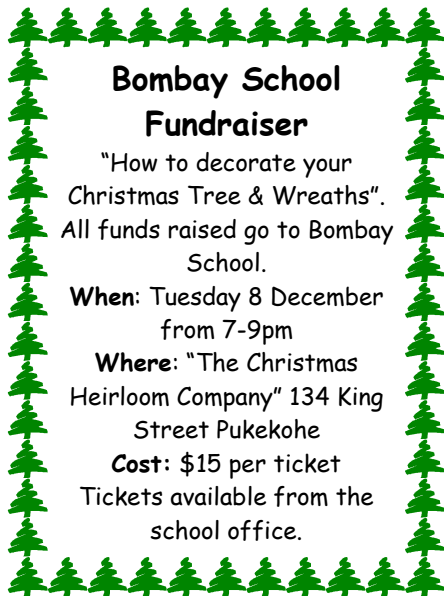 Bombay School
Fundraiser
“How to decorate your
Christmas Tree & Wreaths”.
All funds raised go to Bombay
School.
When: Tuesday 8 December
from 7-9pm
Where: “The Christmas
Heirloom Company” 134 King
Street Pukekohe
Cost: $15 per ticket
Tickets available from the
school office.